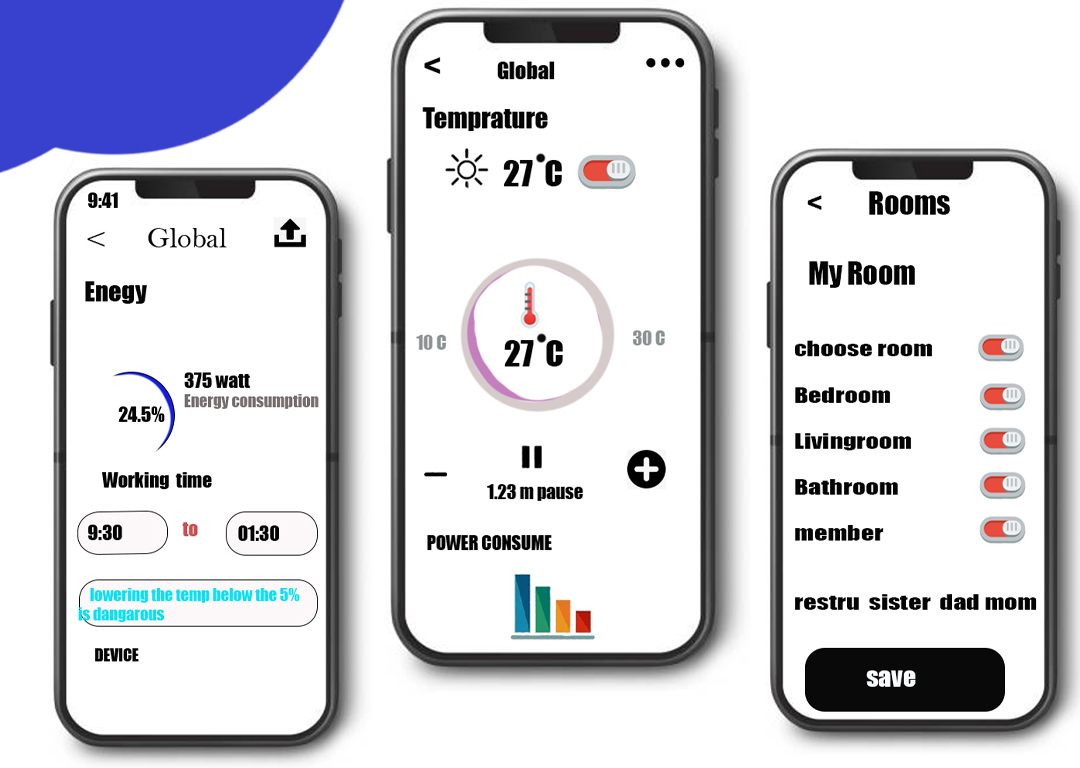 9:41
< Global
Enegy
375 watt
Energy consumption
24.5%
Working time
9:30 to 01:30
lowering the temp below the 5%
is dangarous
DEVICE
< Global
Temprature
27°C
10 C
27°C
30 C
1.23 m pause
POWER CONSUME
< Rooms
My Room
choose room
Bedroom
Livingroom
Bathroom
member
restru sister dad mom
save